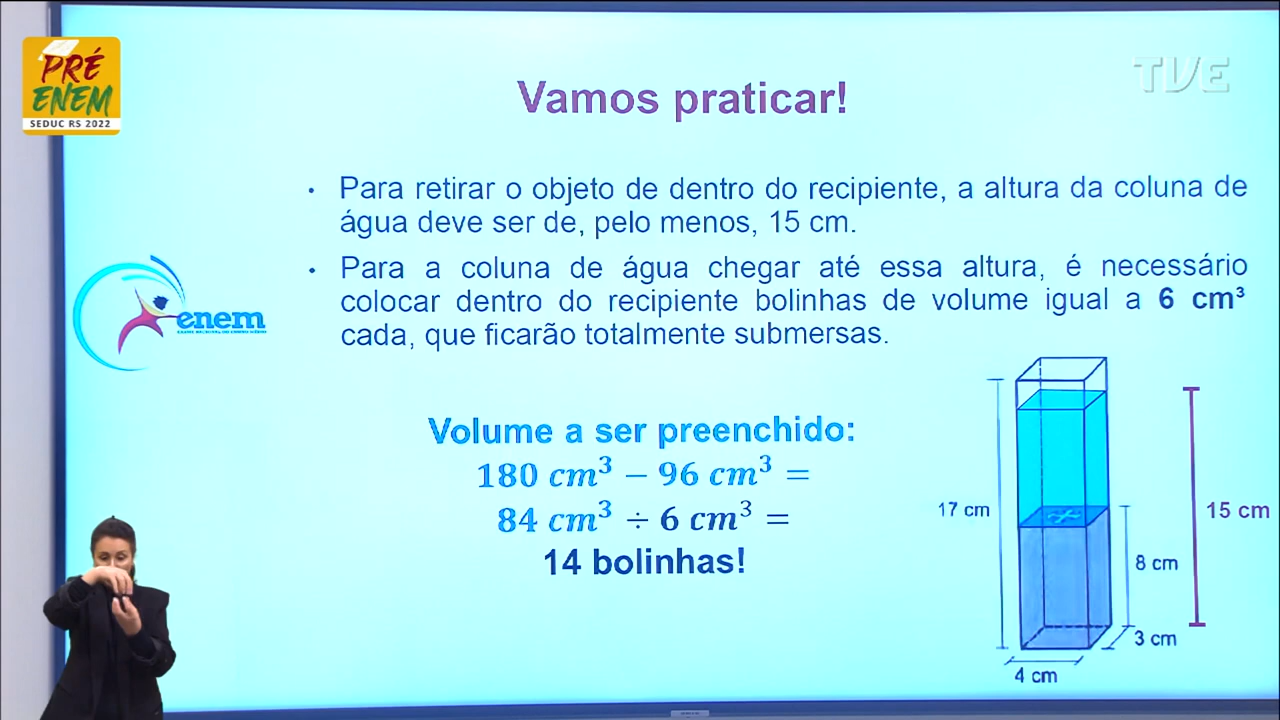 PRÉ
ENEM
SEDUC RS 2022
TVE
Vamos praticar!
• Para retirar o objeto de dentro do recipiente, a altura da coluna de
água deve ser de, pelo menos, 15 cm.
• Para a coluna de água chegar até essa altura, é necessário
colocar dentro do recipiente bolinhas de volume igual a 6 cm³
cada, que ficarão totalmente submersas.
enem
Volume a ser preenchido:
180 cm³ − 96 cm³ =
84 cm³ ÷ 6 cm³ =
14 bolinhas!
17 cm
15 cm
8 cm
3 cm
4 cm